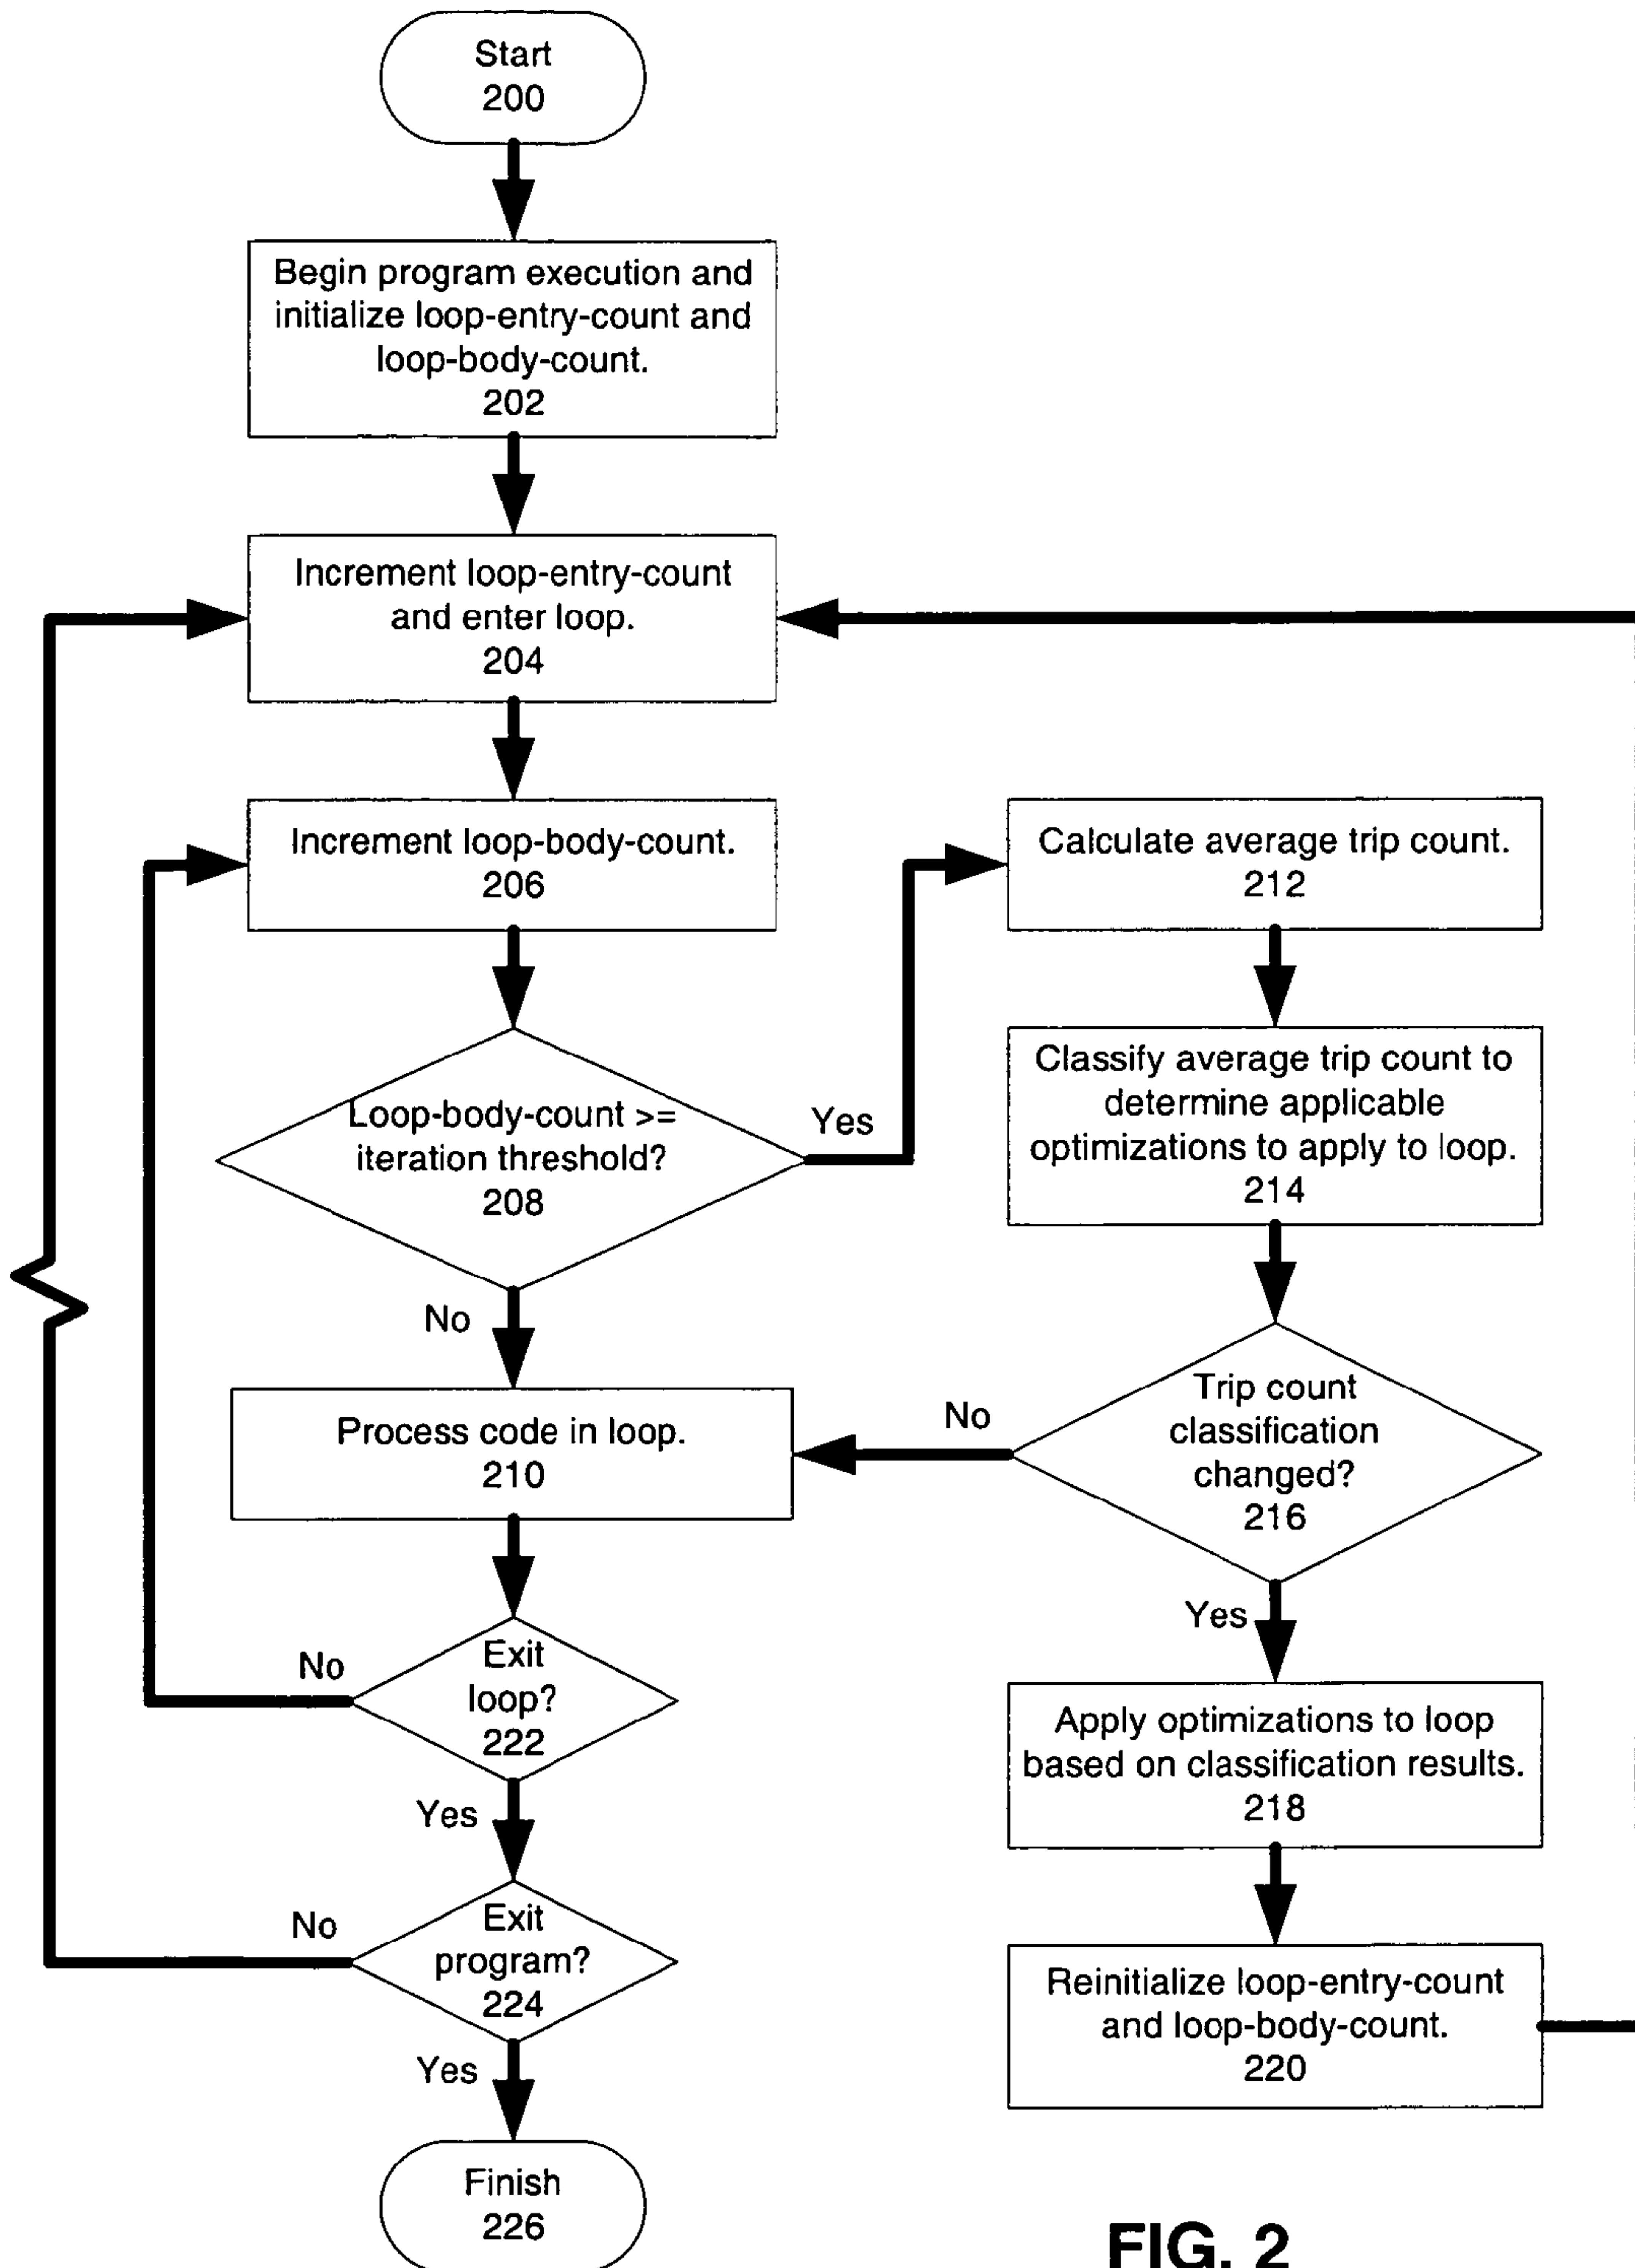 Start
200
Begin program execution and
initialize loop-entry-count and
loop-body-count.
202
Increment loop-entry-count
and enter loop.
204
Increment loop-body-count.
206
Loop-body-count >=
iteration threshold?
208
Yes
No
Calculate average trip count.
212
Classify average trip count to
determine applicable
optimizations to apply to loop.
214
Trip count
classification
changed?
216
No
Yes
Process code in loop.
210
Exit
loop?
222
No
Yes
Apply optimizations to loop
based on classification results.
218
Exit
program?
224
No
Yes
Reinitialize loop-entry-count
and loop-body-count.
220
Finish
226
FIG. 2